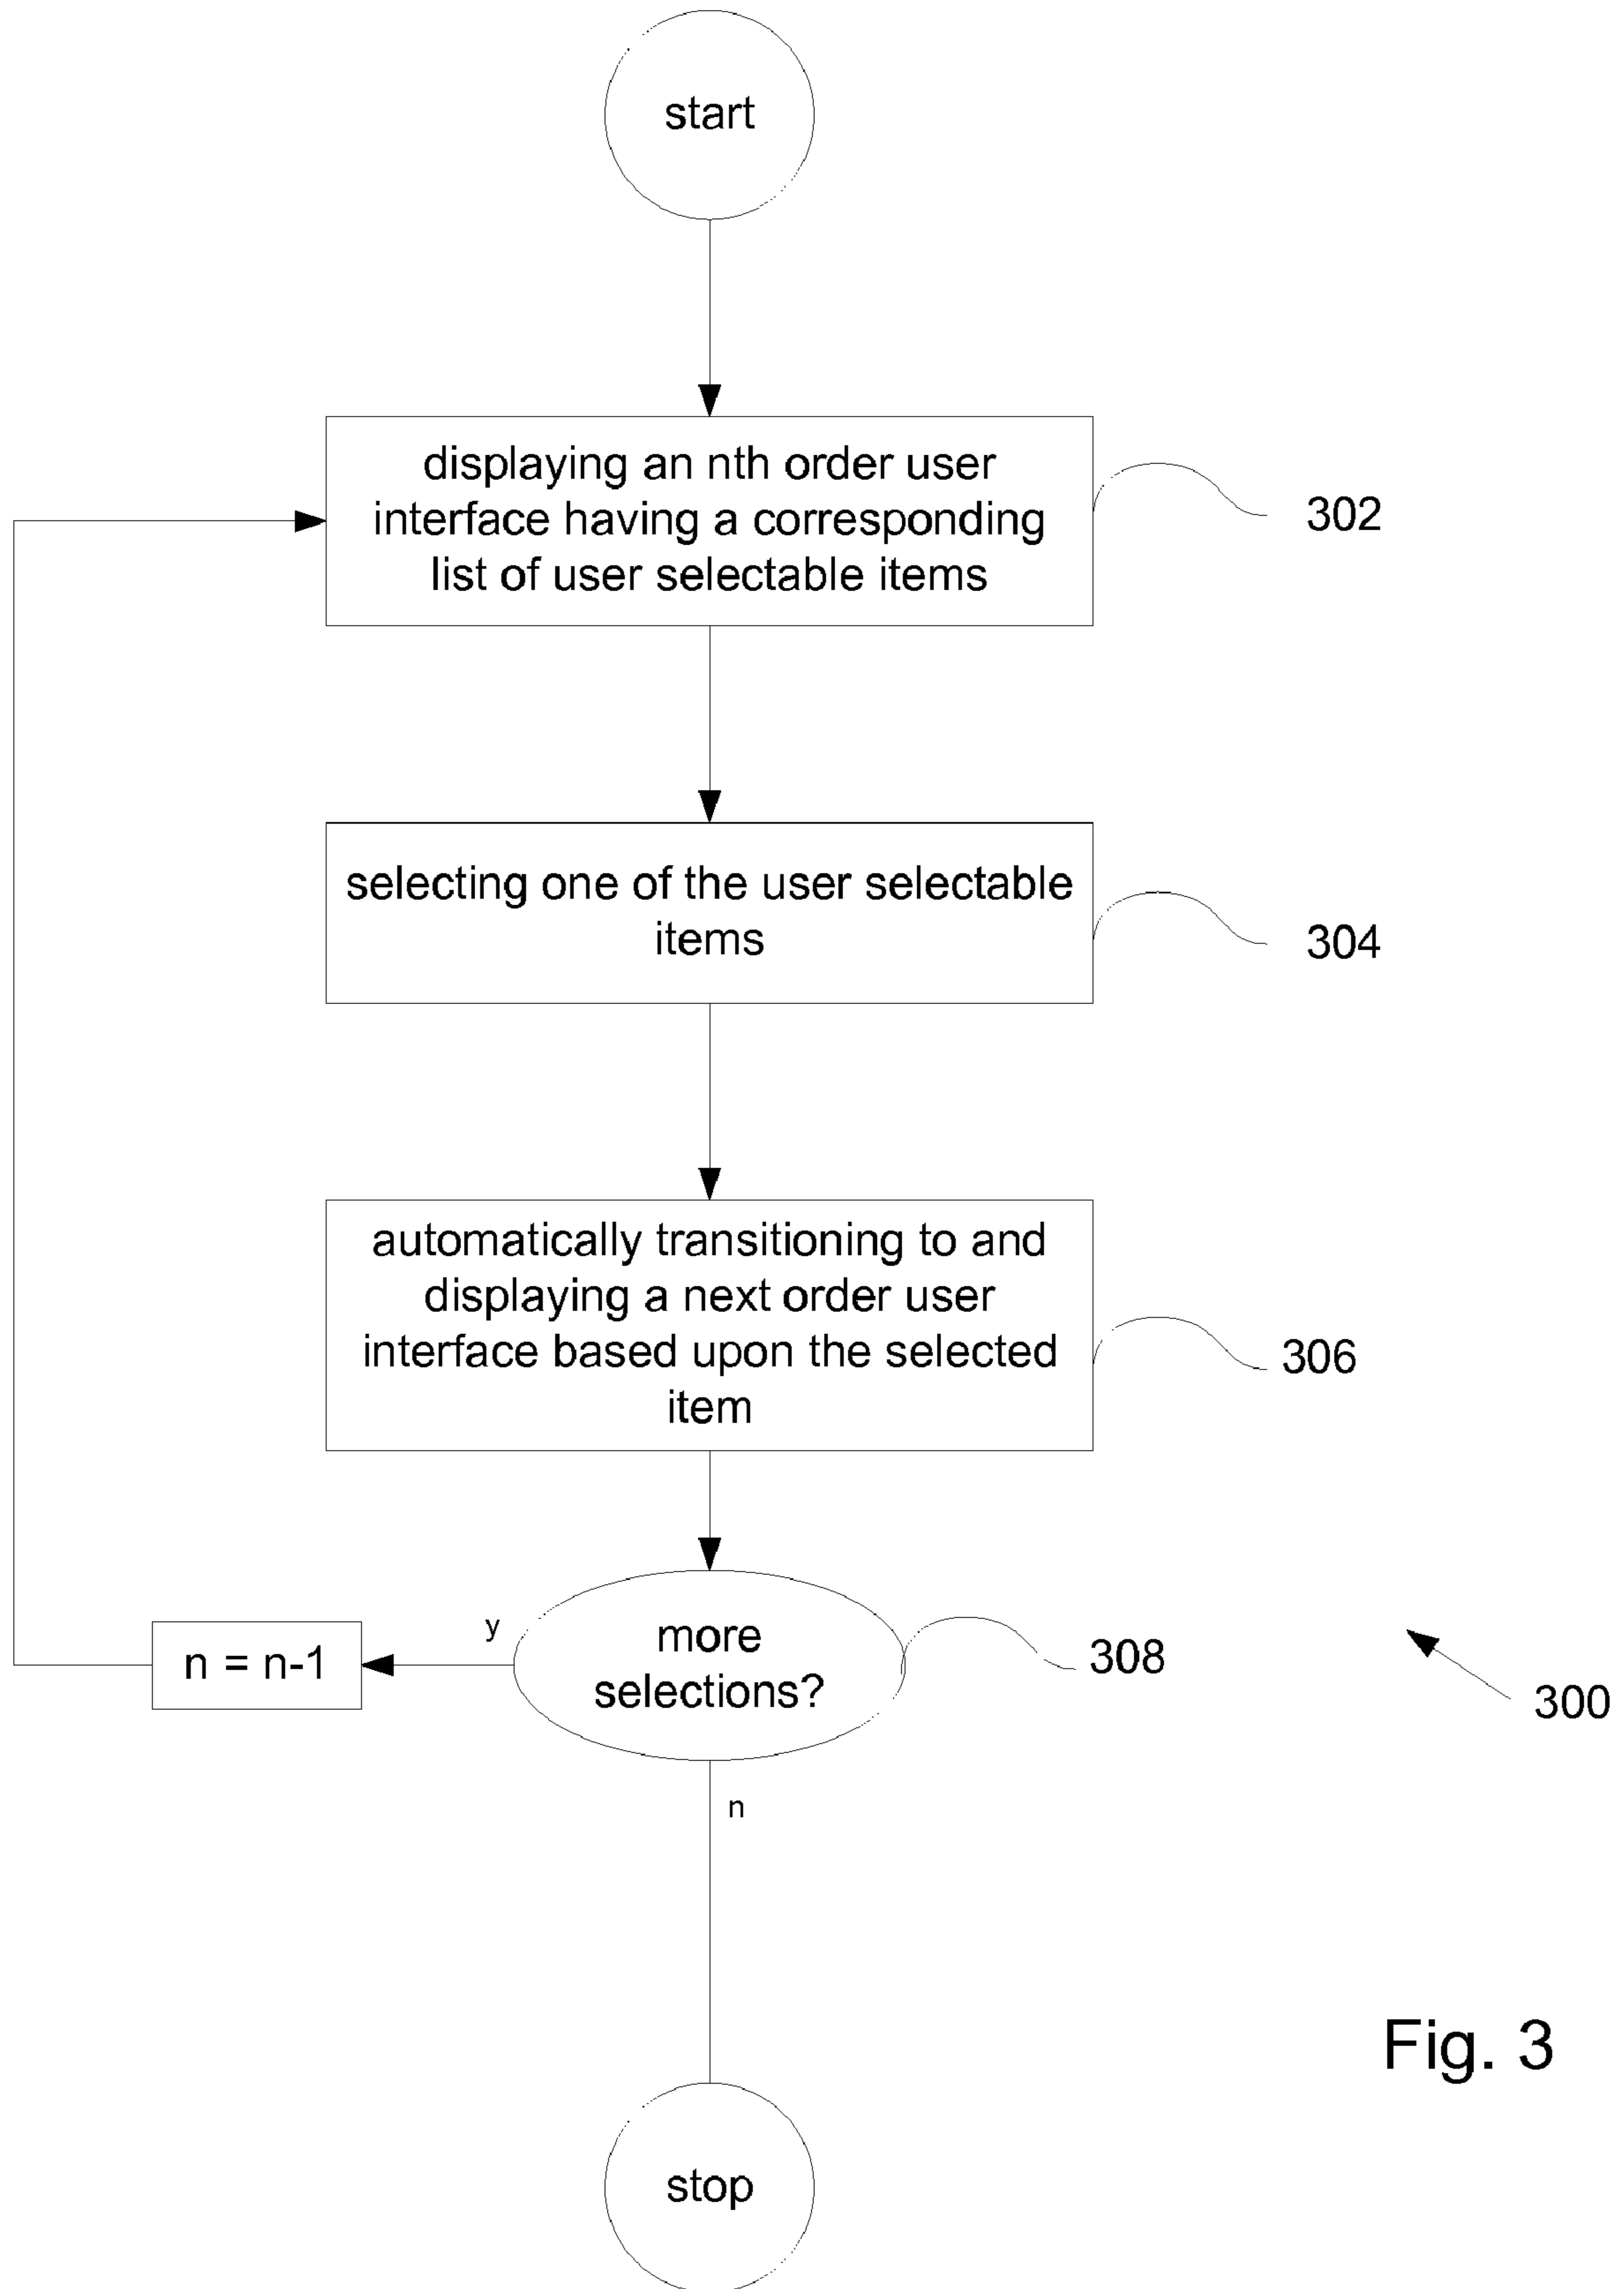 start
displaying an nth order user
interface having a corresponding
list of user selectable items
302
selecting one of the user selectable
items
304
automatically transitioning to and
displaying a next order user
interface based upon the selected
item
306
y
more
selections?
308
n = n-1
300
n
Fig. 3
stop